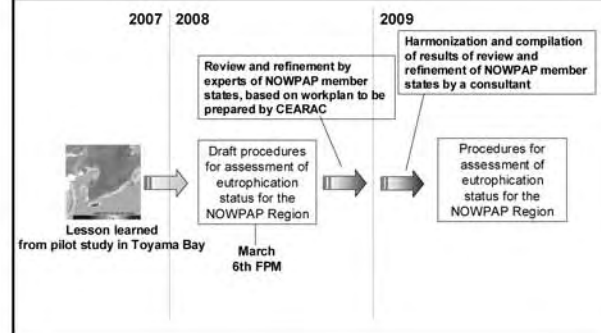 2007
2008
2009
Review and refinement by
experts of NOWPAP member
states, based on workplan to be
prepared by CEARAC
Harmonization and compilation
of results of review and
refinement of NOWPAP member
states by a consultant
Draft procedures
for assessment of
eutrophication
status for the
NOWPAP Region
Procedures for
assessment of
eutrophication
status for the
NOWPAP Region
Lesson learned
from pilot study in Toyama Bay
March
6th FPM